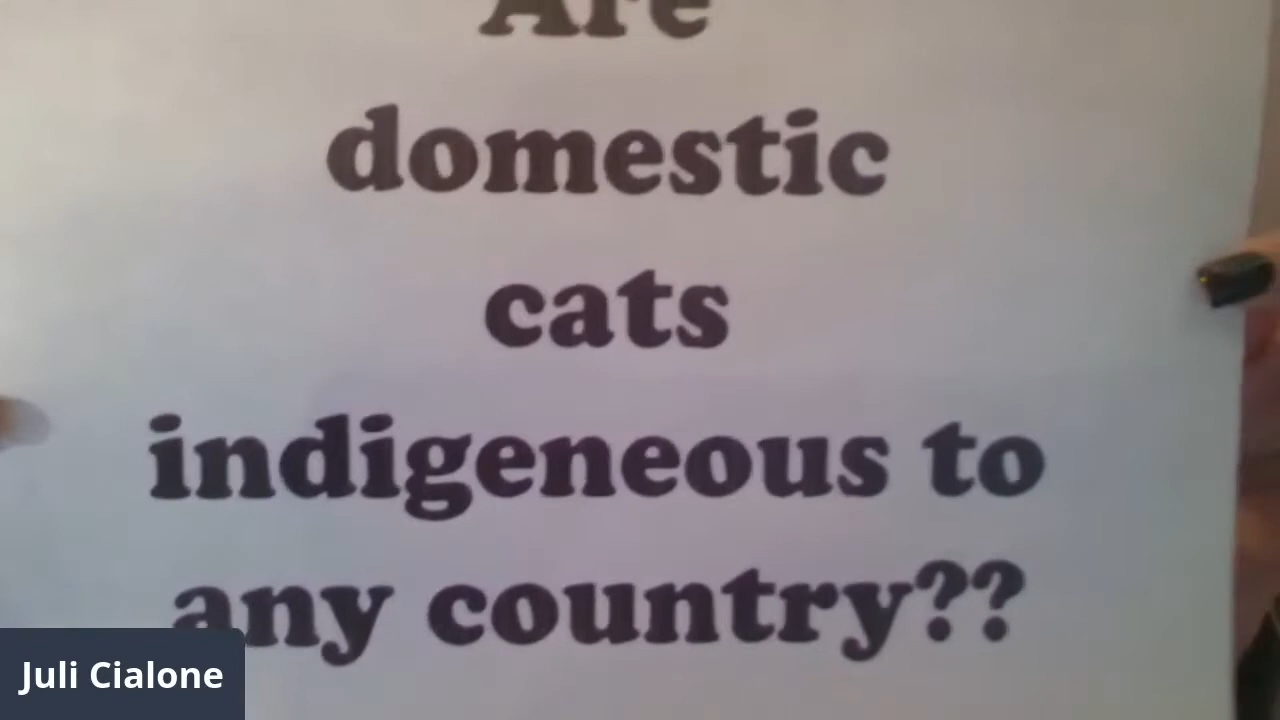 Are
domestic
cats
indigeneous to
any country??
Juli Cialone